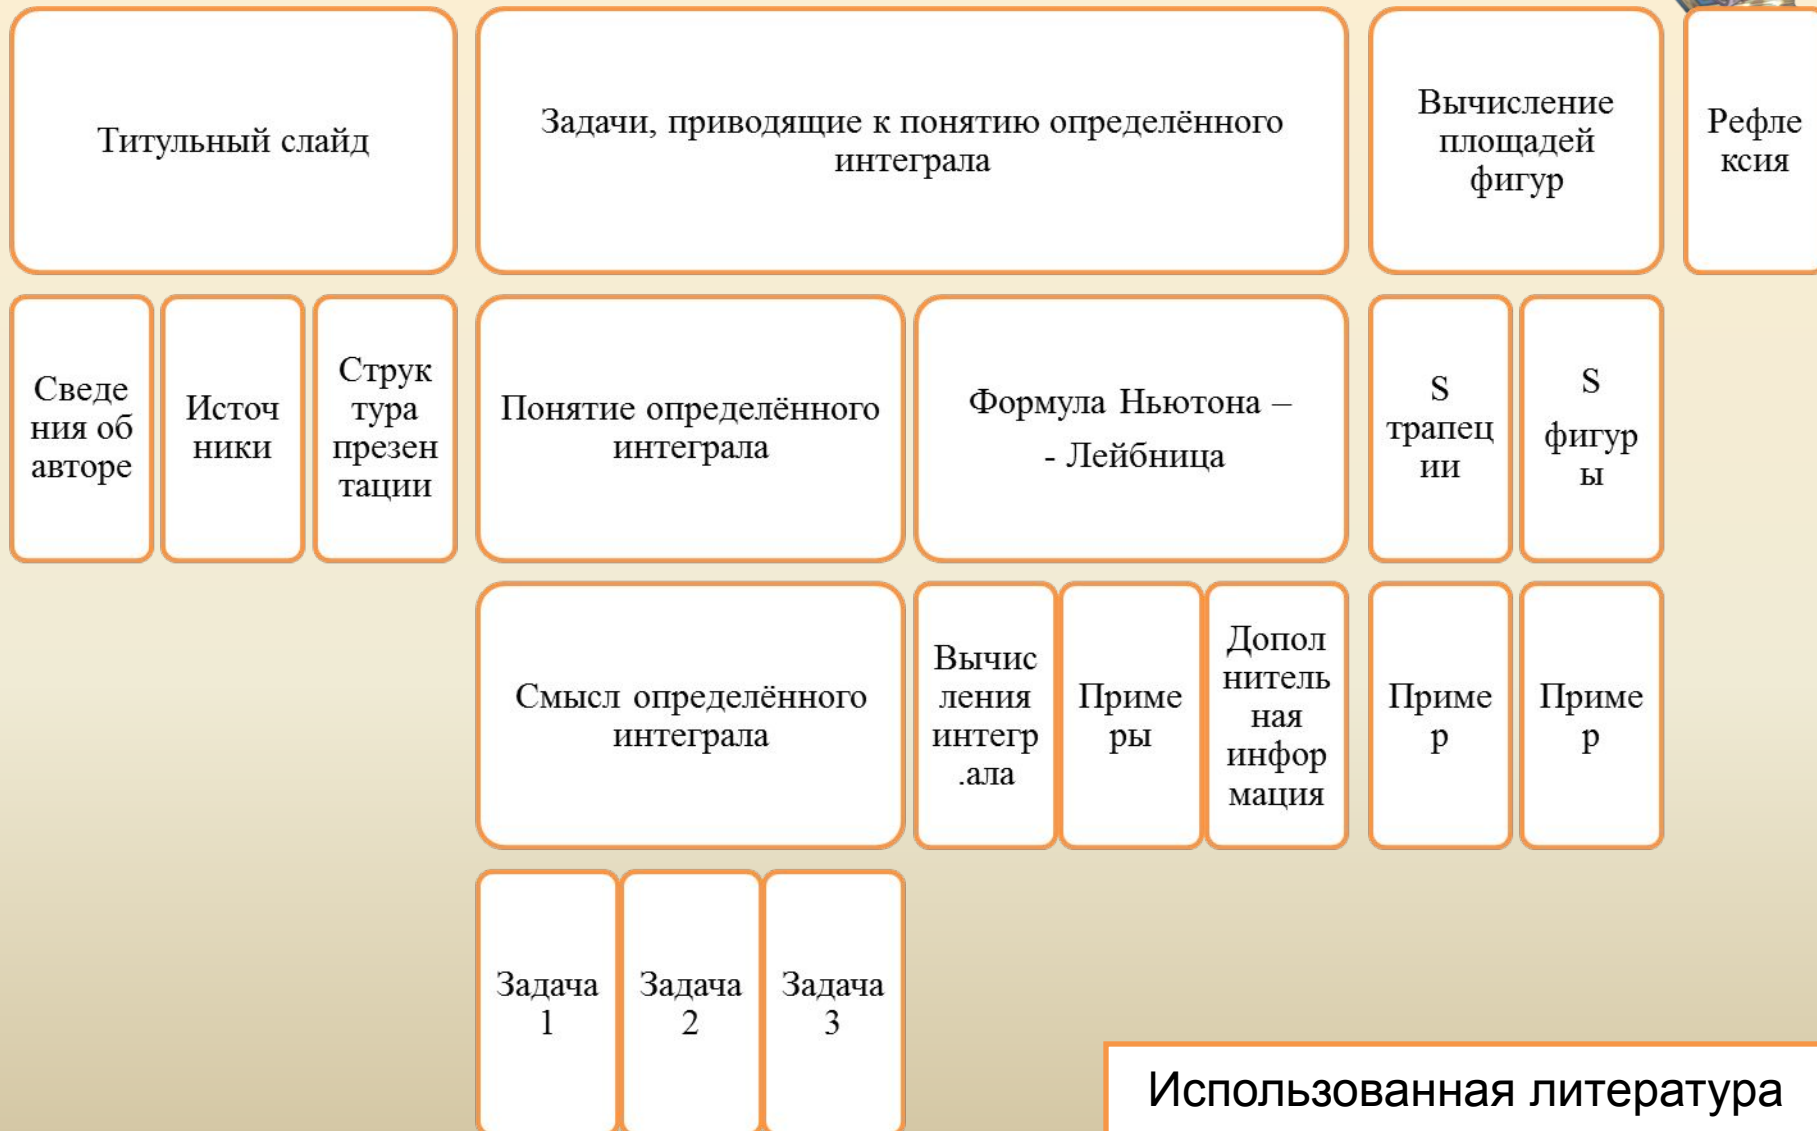 Титульный слайд
Задачи, приводящие к понятию определённого
интеграла
Вычисление
площадей
фигур
Рефле
ксия
Сведе
ния об
авторе
Источ
ники
Струк
тура
презен
тации
Понятие определённого
интеграла
Формула Ньютона –
- Лейбница
S
трапец
ии
S
фигур
ы
Смысл определённого
интеграла
Вычис
ления
интегр
.ала
Приме
ры
Допол
нитель
ная
инфор
мация
Приме
р
Приме
р
Задача
1
Задача
2
Задача
3
Использованная литература